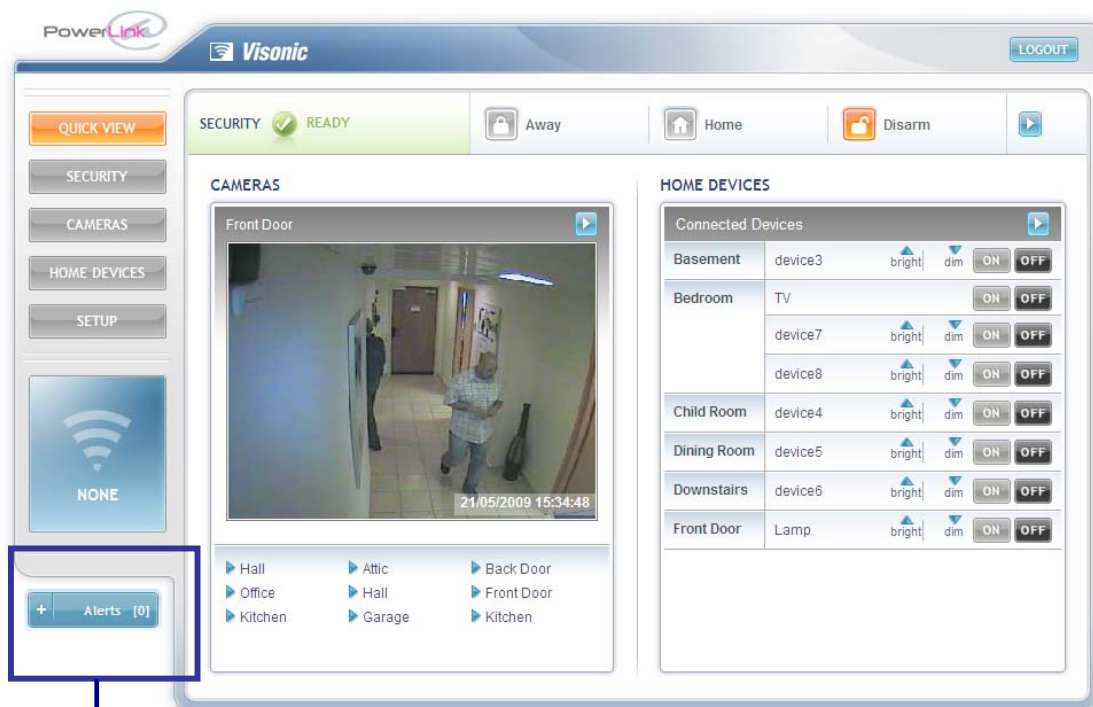 PowerLink
Visonic
LOGOUT
QUICK VIEW
SECURITY
CAMERAS
HOME DEVICES
SETUP
NONE
+ Alerts [0]
SECURITY READY
Away
Home
Disarm
CAMERAS
Front Door
21/05/2009 15:34:48
Hall Attic Back Door
Office Hall Front Door
Kitchen Garage Kitchen
HOME DEVICES
Connected Devices
Basement device3 bright dim ON OFF
Bedroom TV ON OFF
device7 bright dim ON OFF
device8 bright dim ON OFF
Child Room device4 bright dim ON OFF
Dining Room device5 bright dim ON OFF
Downstairs device6 bright dim ON OFF
Front Door Lamp bright dim ON OFF